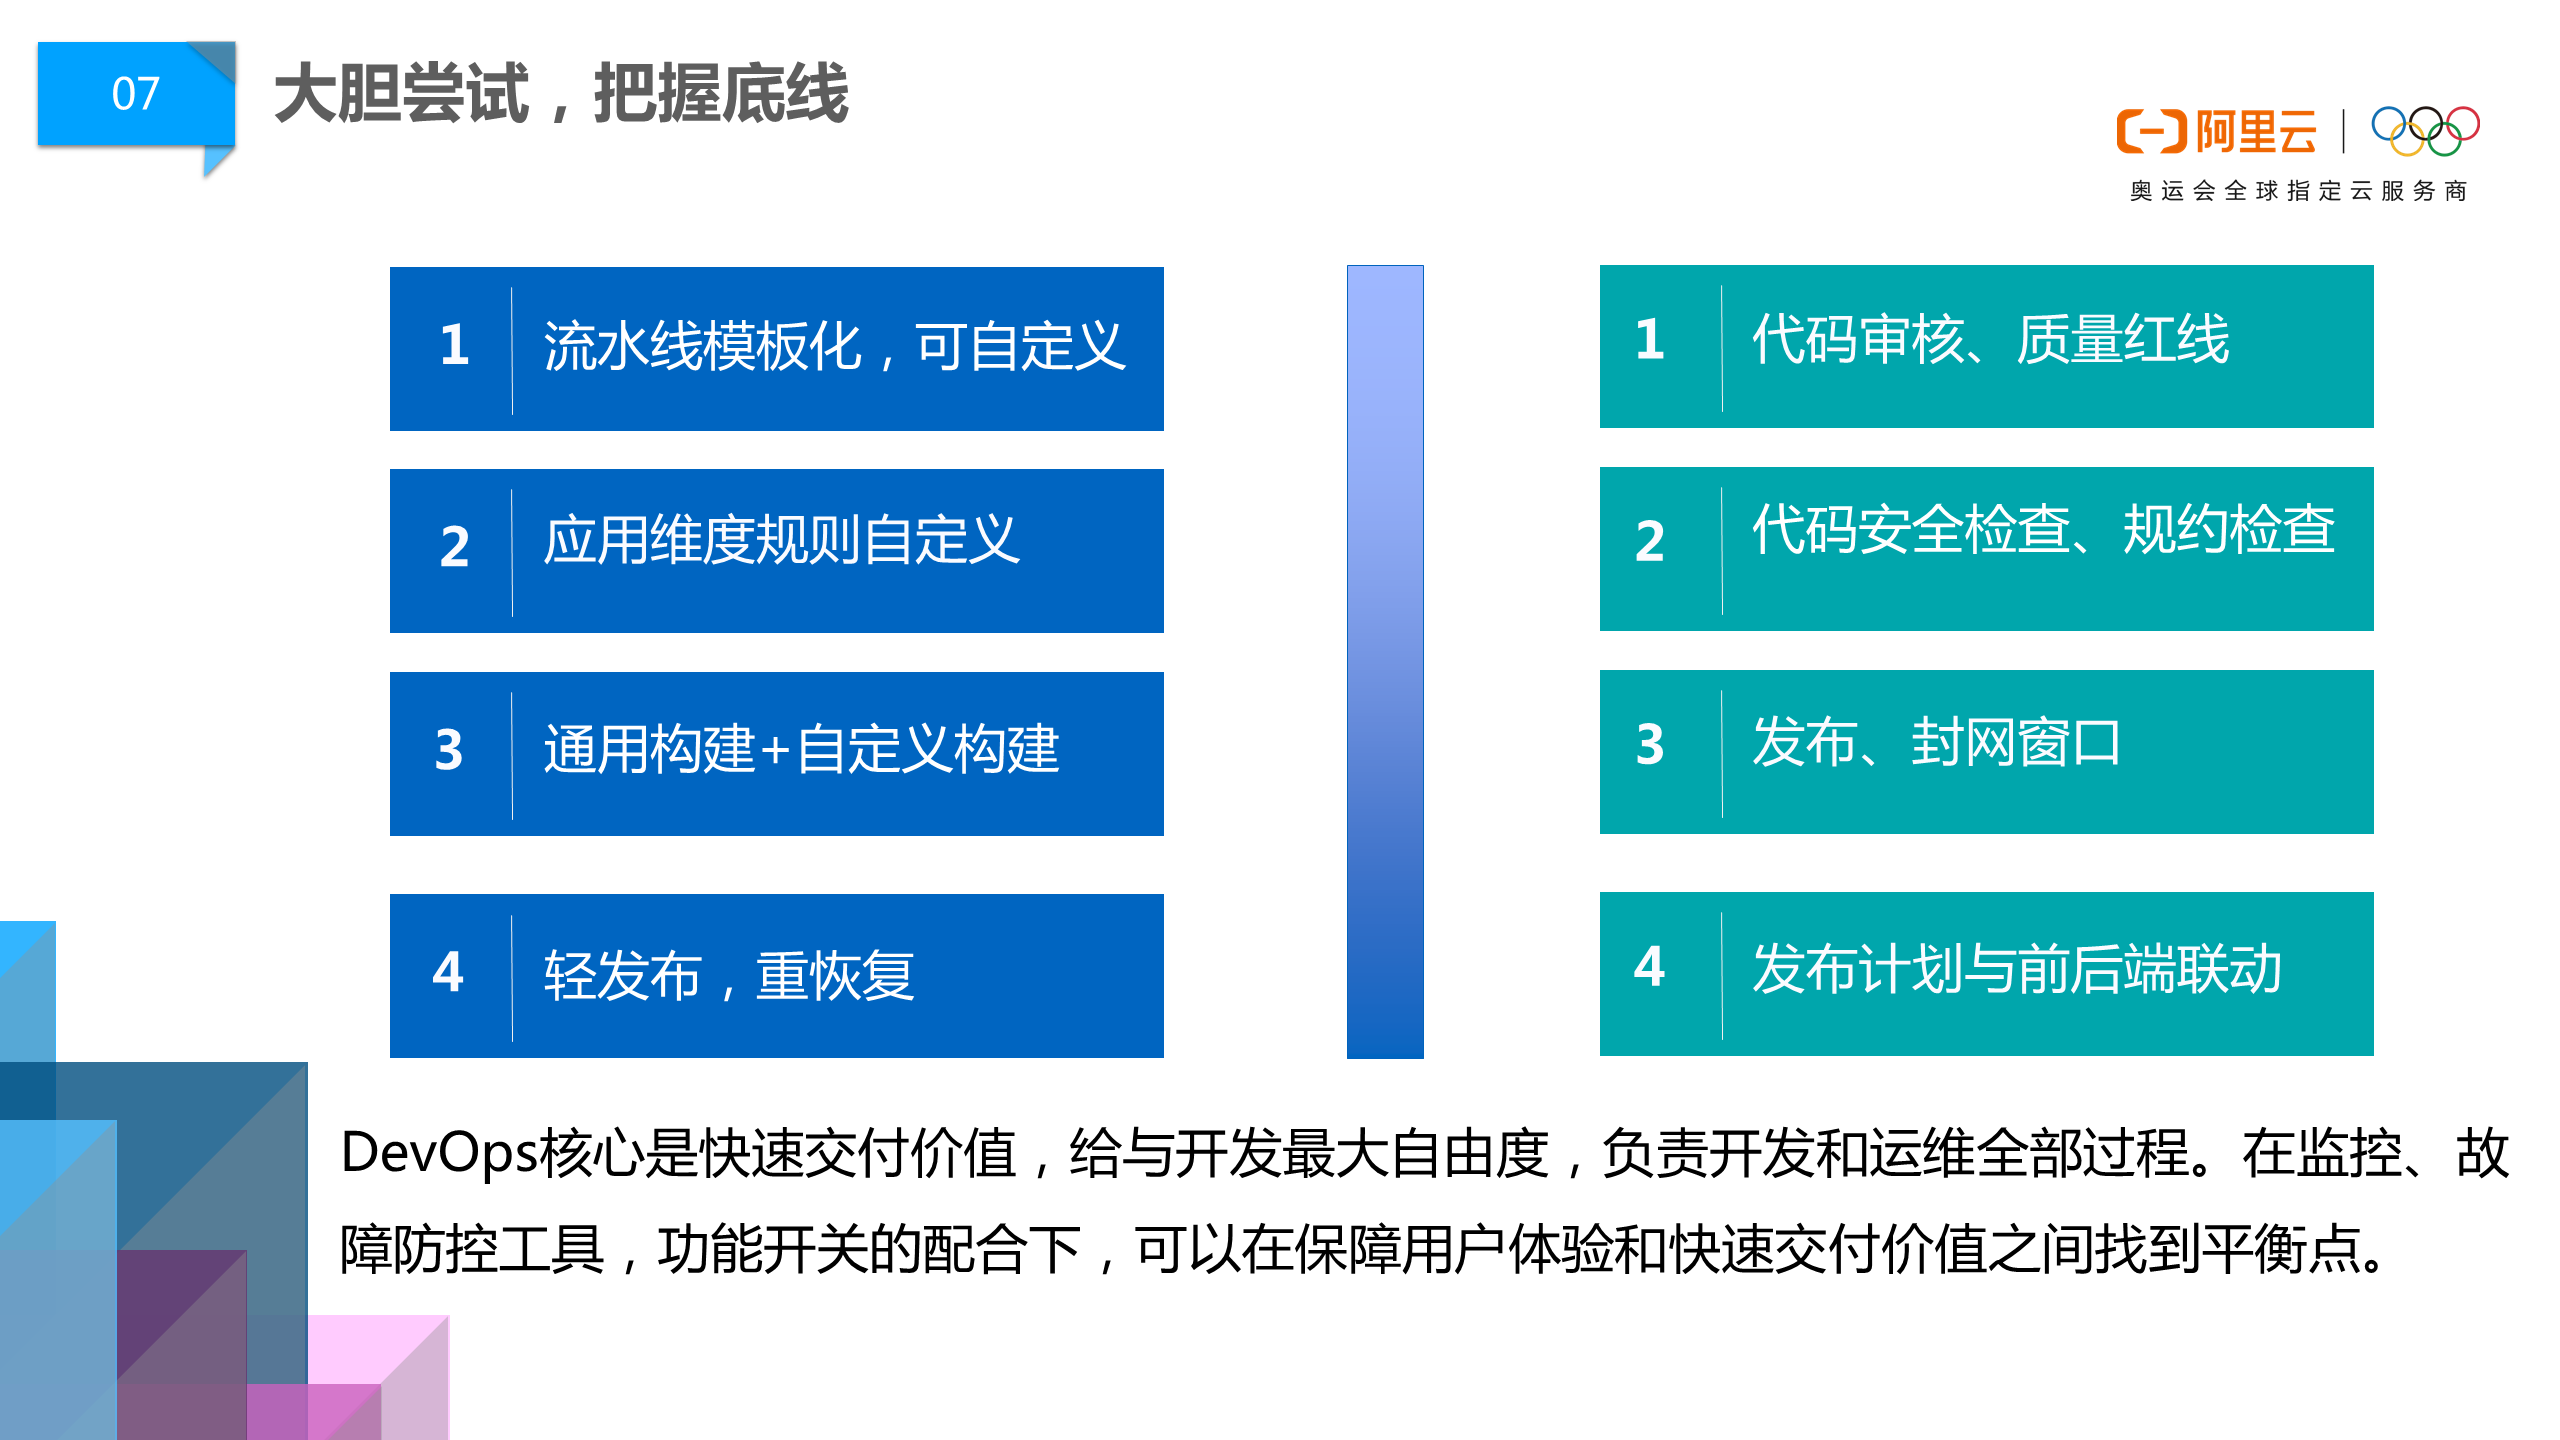 07
大胆尝试，把握底线
阿里云
奥运会全球指定云服务商
1 流水线模板化，可自定义
2 应用维度规则自定义
3 通用构建+自定义构建
4 轻发布，重恢复
1 代码审核、质量红线
2 代码安全检查、规约检查
3 发布、封网窗口
4 发布计划与前后端联动
DevOps核心是快速交付价值，给与开发最大自由度，负责开发和运维全部过程。在监控、故
障防控工具，功能开关的配合下，可以在保障用户体验和快速交付价值之间找到平衡点。